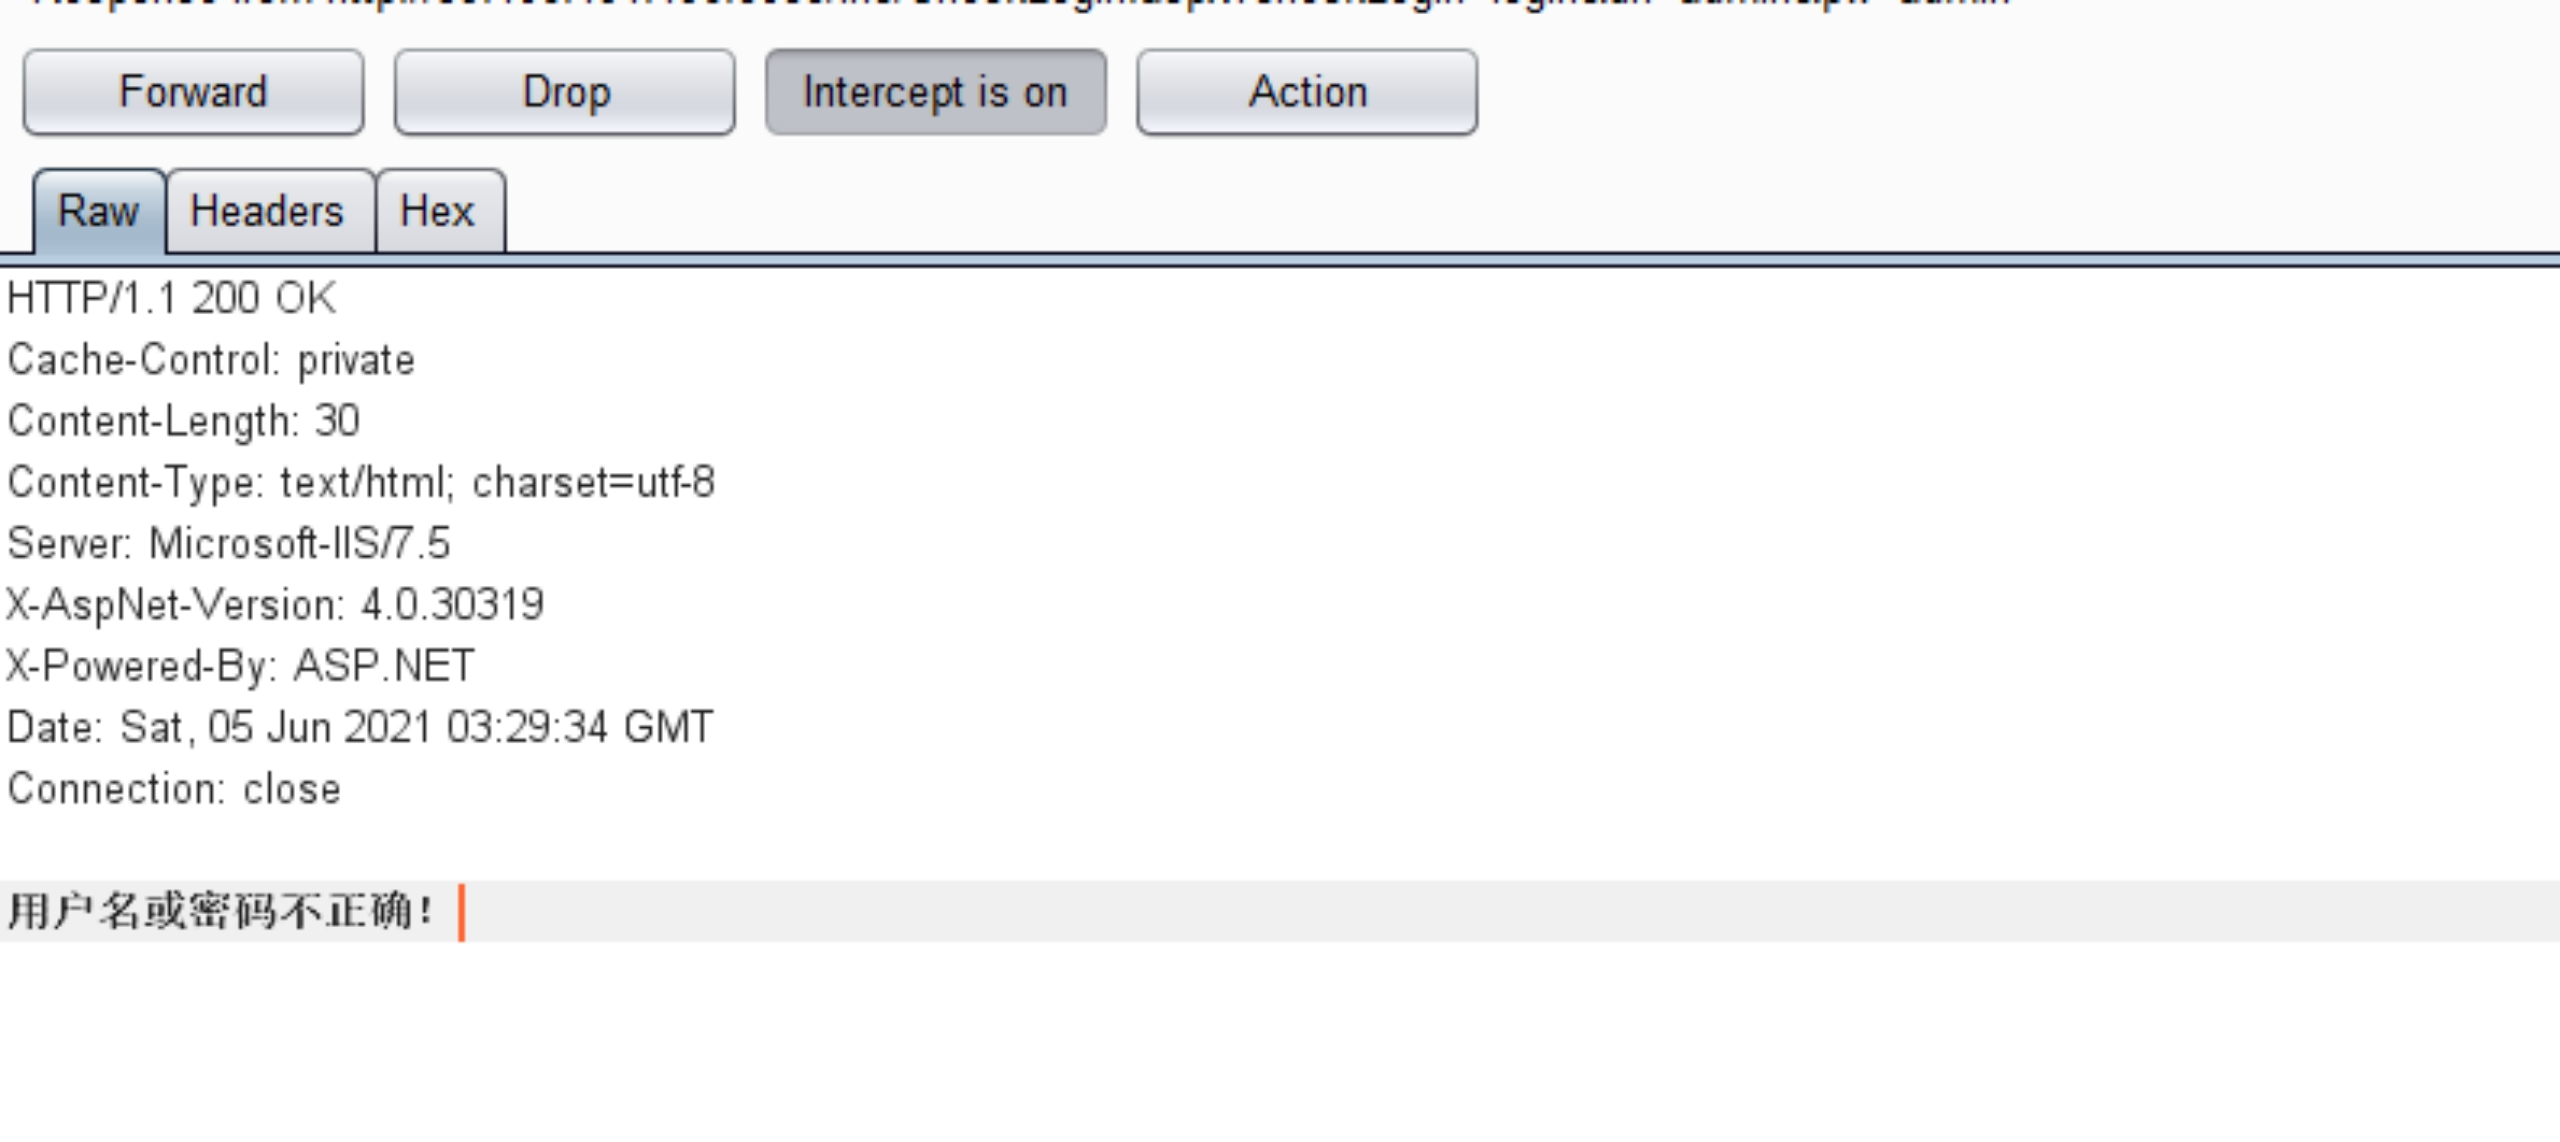 Forward Drop Intercept is on Action
Raw Headers Hex
HTTP/1.1 200 OK
Cache-Control: private
Content-Length: 30
Content-Type: text/html; charset=utf-8
Server: Microsoft-IIS/7.5
X-AspNet-Version: 4.0.30319
X-Powered-By: ASP.NET
Date: Sat, 05 Jun 2021 03:29:34 GMT
Connection: close
用户名或密码不正确！